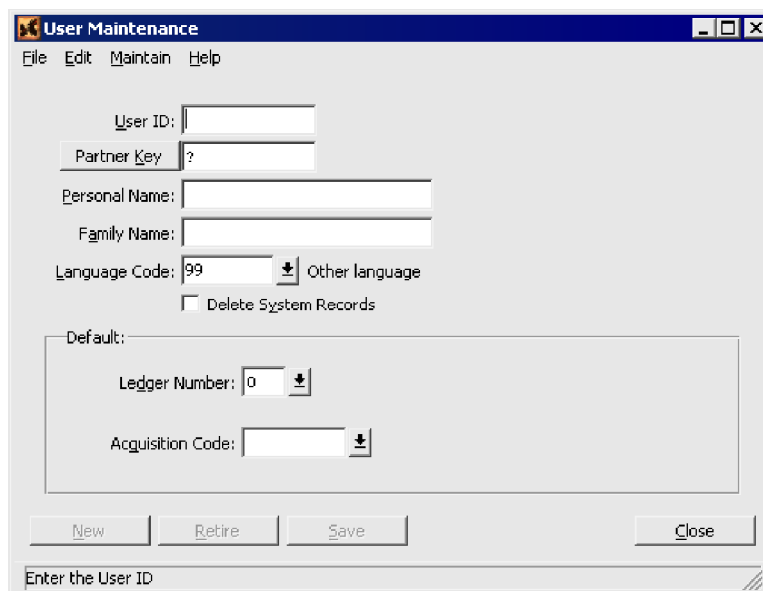 User Maintenance
File Edit Maintain Help
User ID:
Partner Key ?
Personal Name:
Family Name:
Language Code: 99 Other language
Delete System Records
Default:
Ledger Number: 0
Acquisition Code:
New Retire Save Close
Enter the User ID